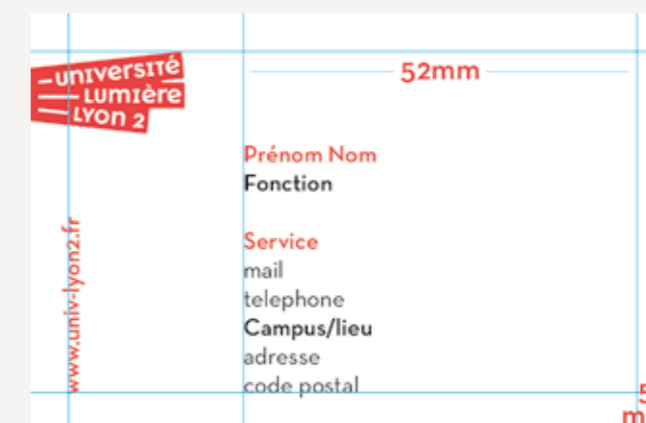 université
Lumière
Lyon 2
52mm
Prénom Nom
Fonction
Service
mail
telephone
Campus/lieu
adresse
code postal
www.univ-lyon2.fr